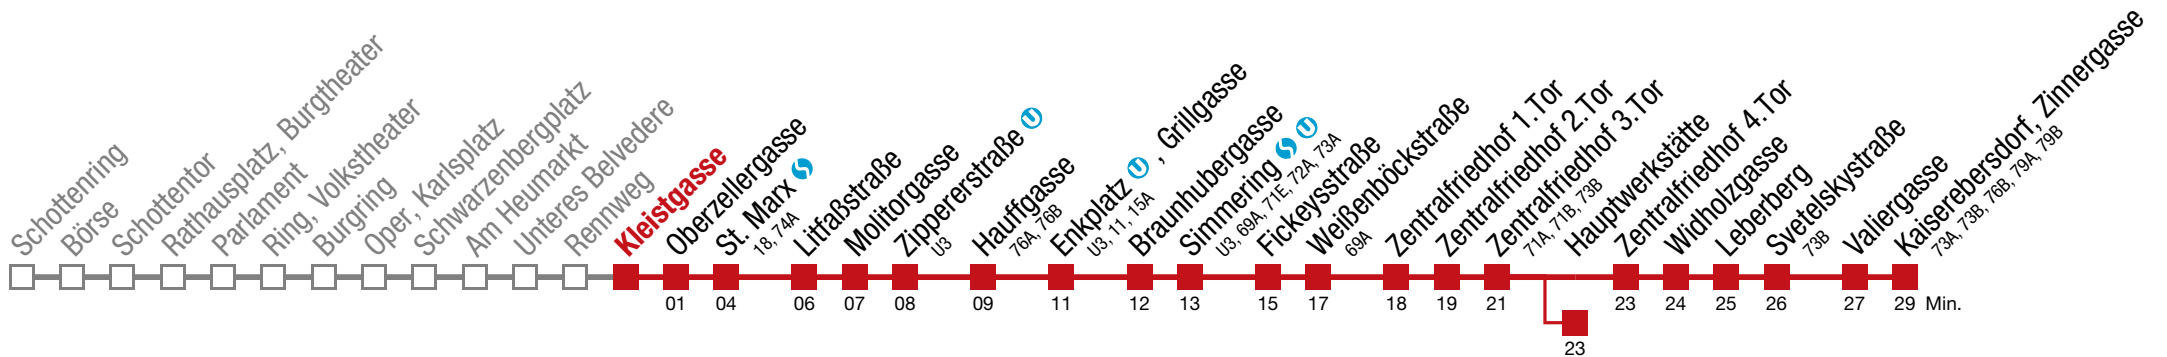 Schottenring
Börse
Schottentor
Rathausplatz, Burgtheater
Parlament
Ring, Volkstheater
Burgring
Oper, Karlsplatz
Schwarzenbergplatz
Am Heumarkt
Unteres Belvedere
Rennweg
Kleistgasse
Oberzellergasse
St. Marx
18, 74A
Litfaßstraße
Molitorgasse
Zippererstraße U
U3
Hauffgasse
76A, 76B
Enkplatz U , Grillgasse
U3, 11, 15A
Braunhubergasse
Simmering U
U3, 69A, 71E, 72A, 73A
Fickeysstraße
Weißenböckstraße
69A
Zentralfriedhof 1.Tor
Zentralfriedhof 2.Tor
Zentralfriedhof 3.Tor
71A, 71B, 73B
Hauptwerkstätte
Zentralfriedhof 4.Tor
Widholzgasse
Leberberg
Svetelskystraße
73B
Valiergasse
Kaiserebersdorf, Zinnergasse
73A, 73B, 76B, 79A, 79B
01 04 06 07 08 09 11 12 13 15 17 18 19 21 23 24 25 26 27 29 Min.
23